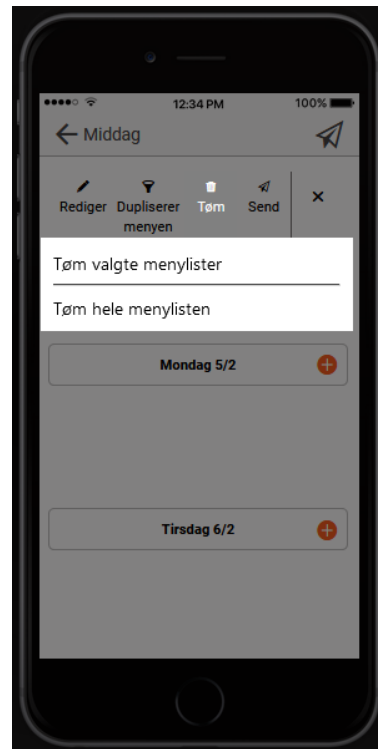 12:34 PM
100%
Middag
Rediger Dupliserer menyen Tøm Send
Tøm valgte menylister
Tøm hele menylisten
Mondag 5/2
Tirsdag 6/2